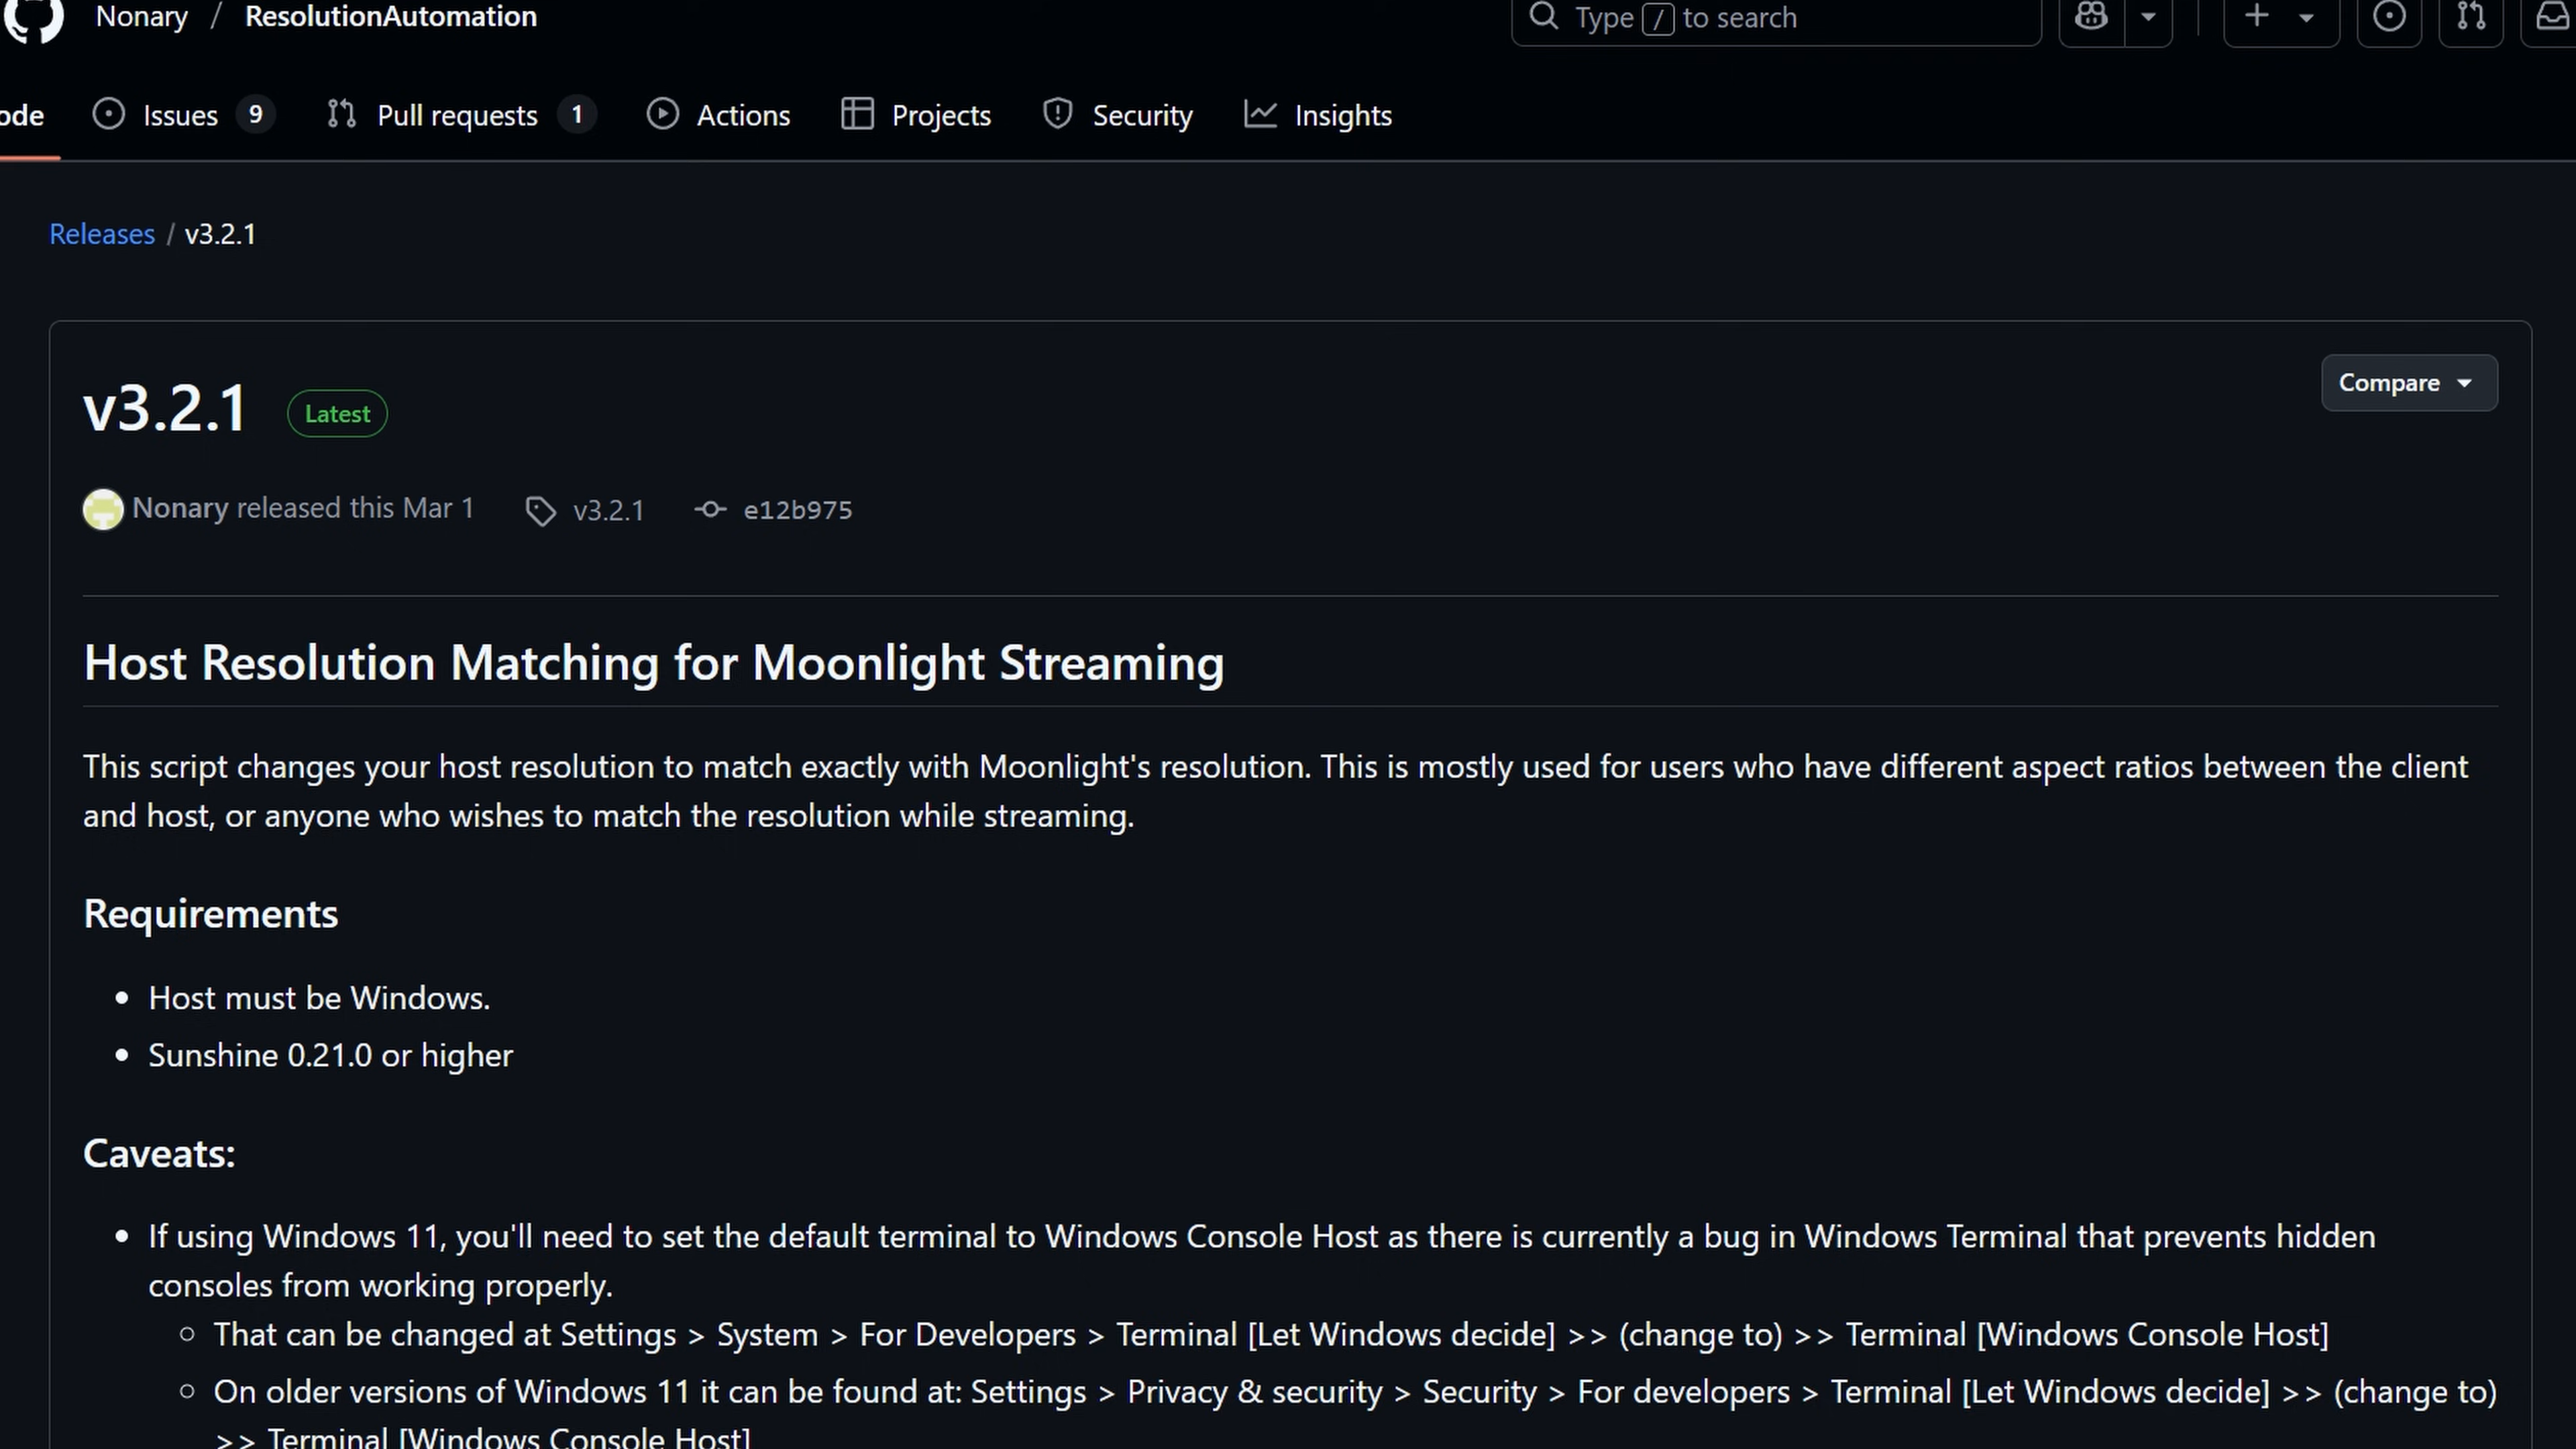 Nonary / ResolutionAutomation
Type / to search
ode
Issues 9
Pull requests 1
Actions
Projects
Security
Insights
Releases / v3.2.1
v3.2.1 Latest
Compare
Nonary released this Mar 1 v3.2.1 e12b975
Host Resolution Matching for Moonlight Streaming
This script changes your host resolution to match exactly with Moonlight's resolution. This is mostly used for users who have different aspect ratios between the client
and host, or anyone who wishes to match the resolution while streaming.
Requirements
• Host must be Windows.
• Sunshine 0.21.0 or higher
Caveats:
• If using Windows 11, you'll need to set the default terminal to Windows Console Host as there is currently a bug in Windows Terminal that prevents hidden
consoles from working properly.
○ That can be changed at Settings > System > For Developers > Terminal [Let Windows decide] >> (change to) >> Terminal [Windows Console Host]
○ On older versions of Windows 11 it can be found at: Settings > Privacy & security > Security > For developers > Terminal [Let Windows decide] >> (change to)
>> Terminal [Windows Console Host]